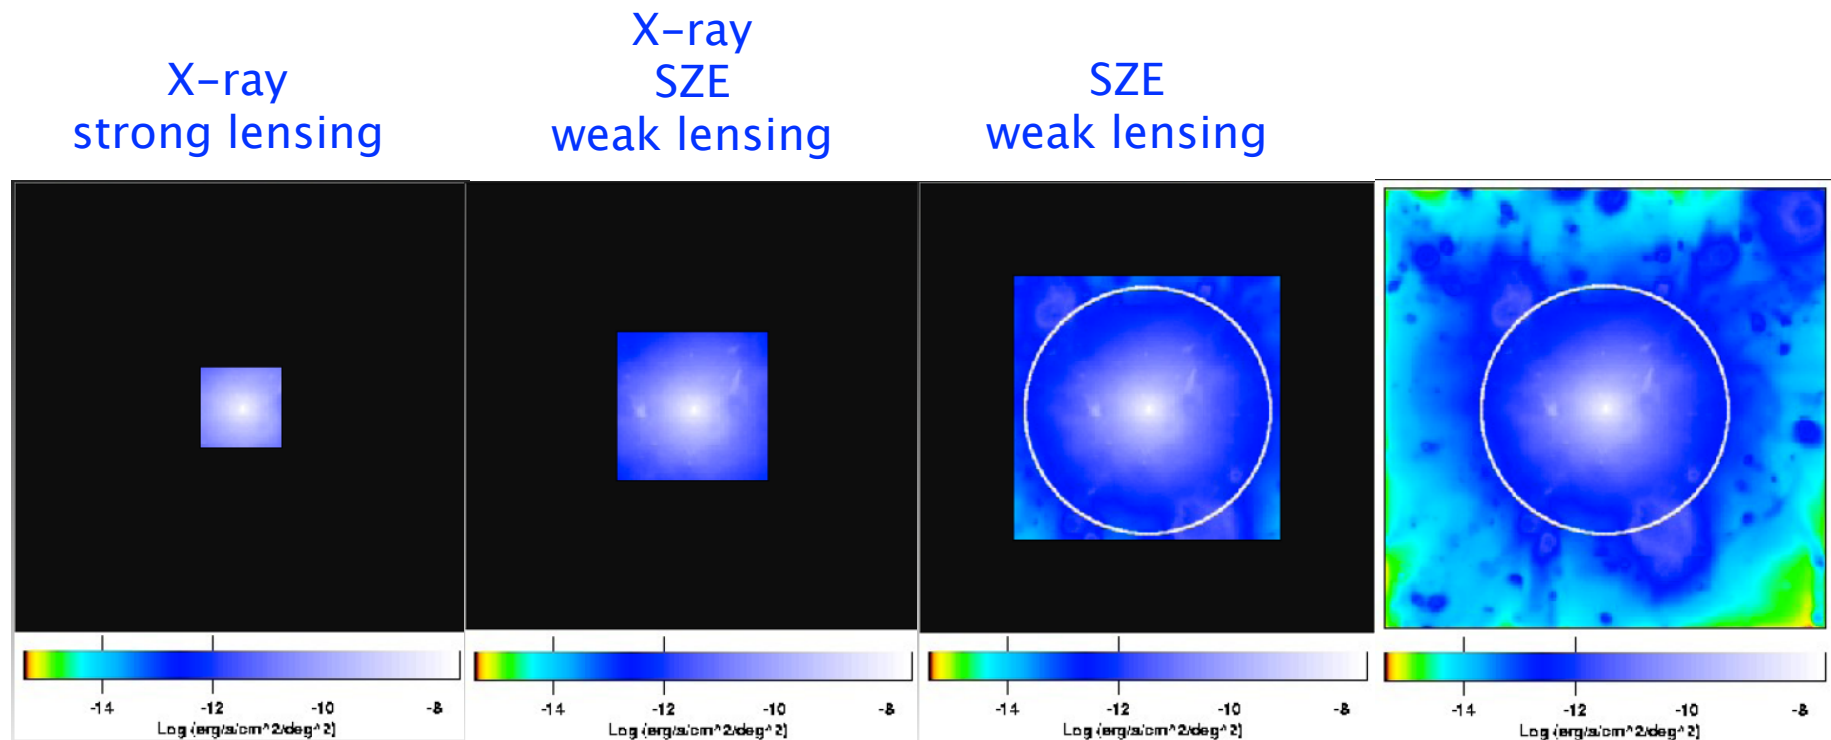 X-ray
strong lensing
X-ray
SZE
weak lensing
SZE
weak lensing
-14 -12 -10 -8
Log (erg/s/cm^2/deg^2)
-14 -12 -10 -8
Log (erg/s/cm^2/deg^2)
-14 -12 -10 -8
Log (erg/s/cm^2/deg^2)
-14 -12 -10 -8
Log (erg/s/cm^2/deg^2)